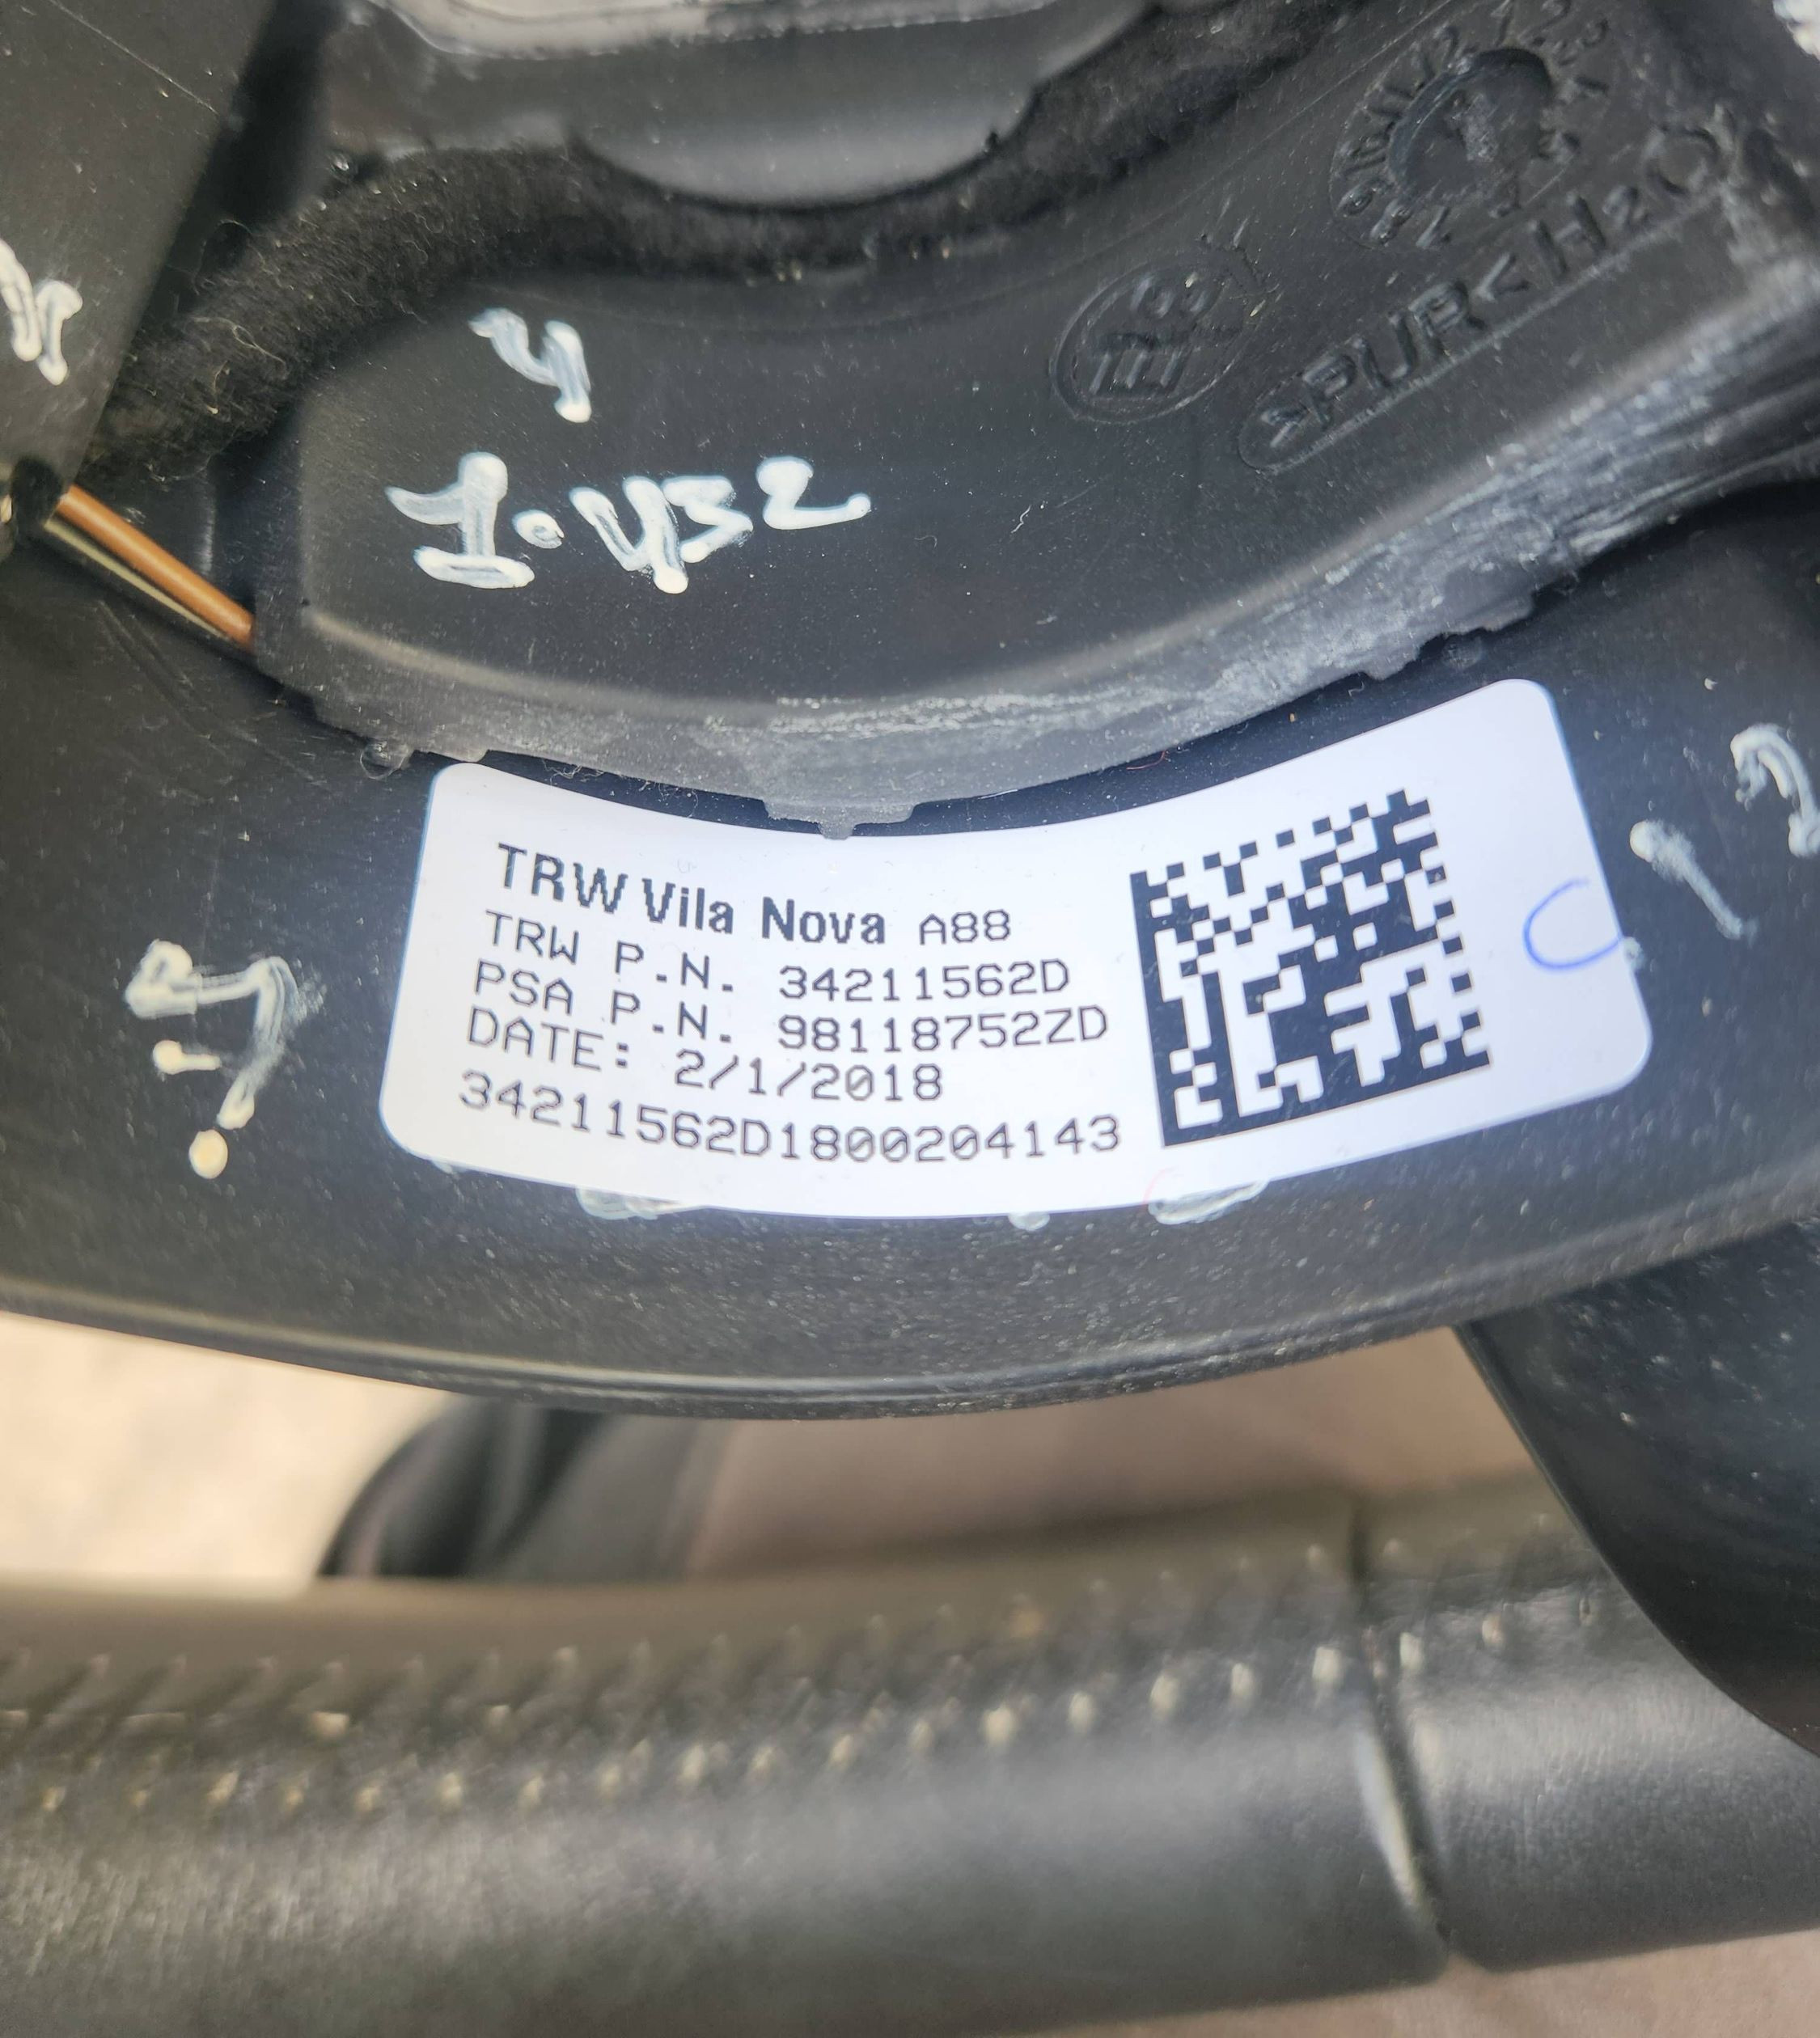 >PUR<H2O
4
1.432
TRW Vila Nova A88
TRW P.N. 34211562D
PSA P.N. 98118752ZD
DATE: 2/1/2018
34211562D1800204143